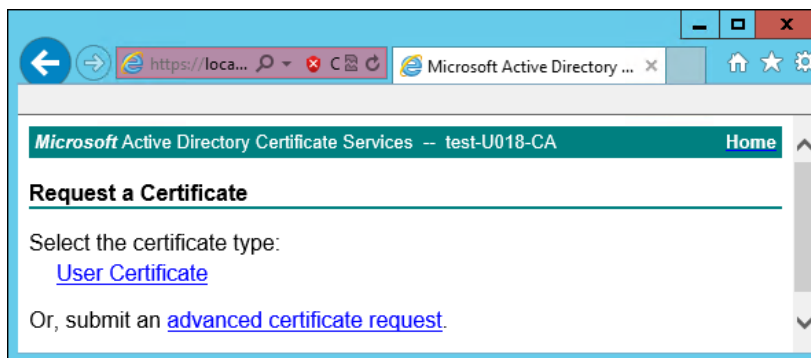 https://loca...
Microsoft Active Directory ...
Microsoft Active Directory Certificate Services -- test-U018-CA
Home
Request a Certificate
Select the certificate type:
User Certificate
Or, submit an advanced certificate request.